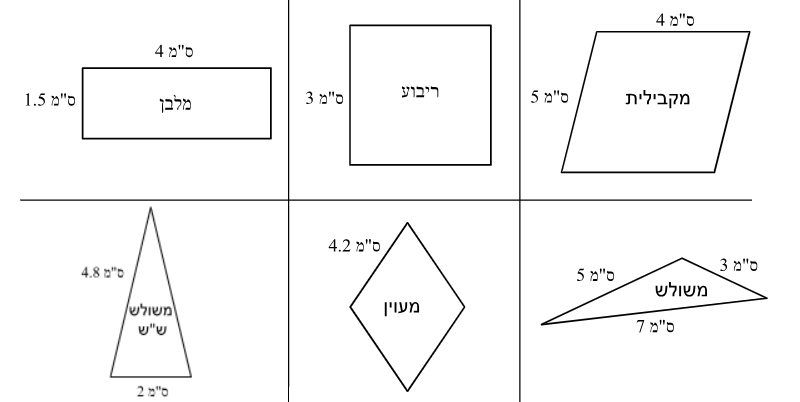 4 ס"מ
5 ס"מ
מקבילית
3 ס"מ
ריבוע
4 ס"מ
1.5 ס"מ
מלבן
3 ס"מ
5 ס"מ
משולש
7 ס"מ
4.2 ס"מ
מעוין
4.8 ס"מ
משולש
ש"ש
2 ס"מ